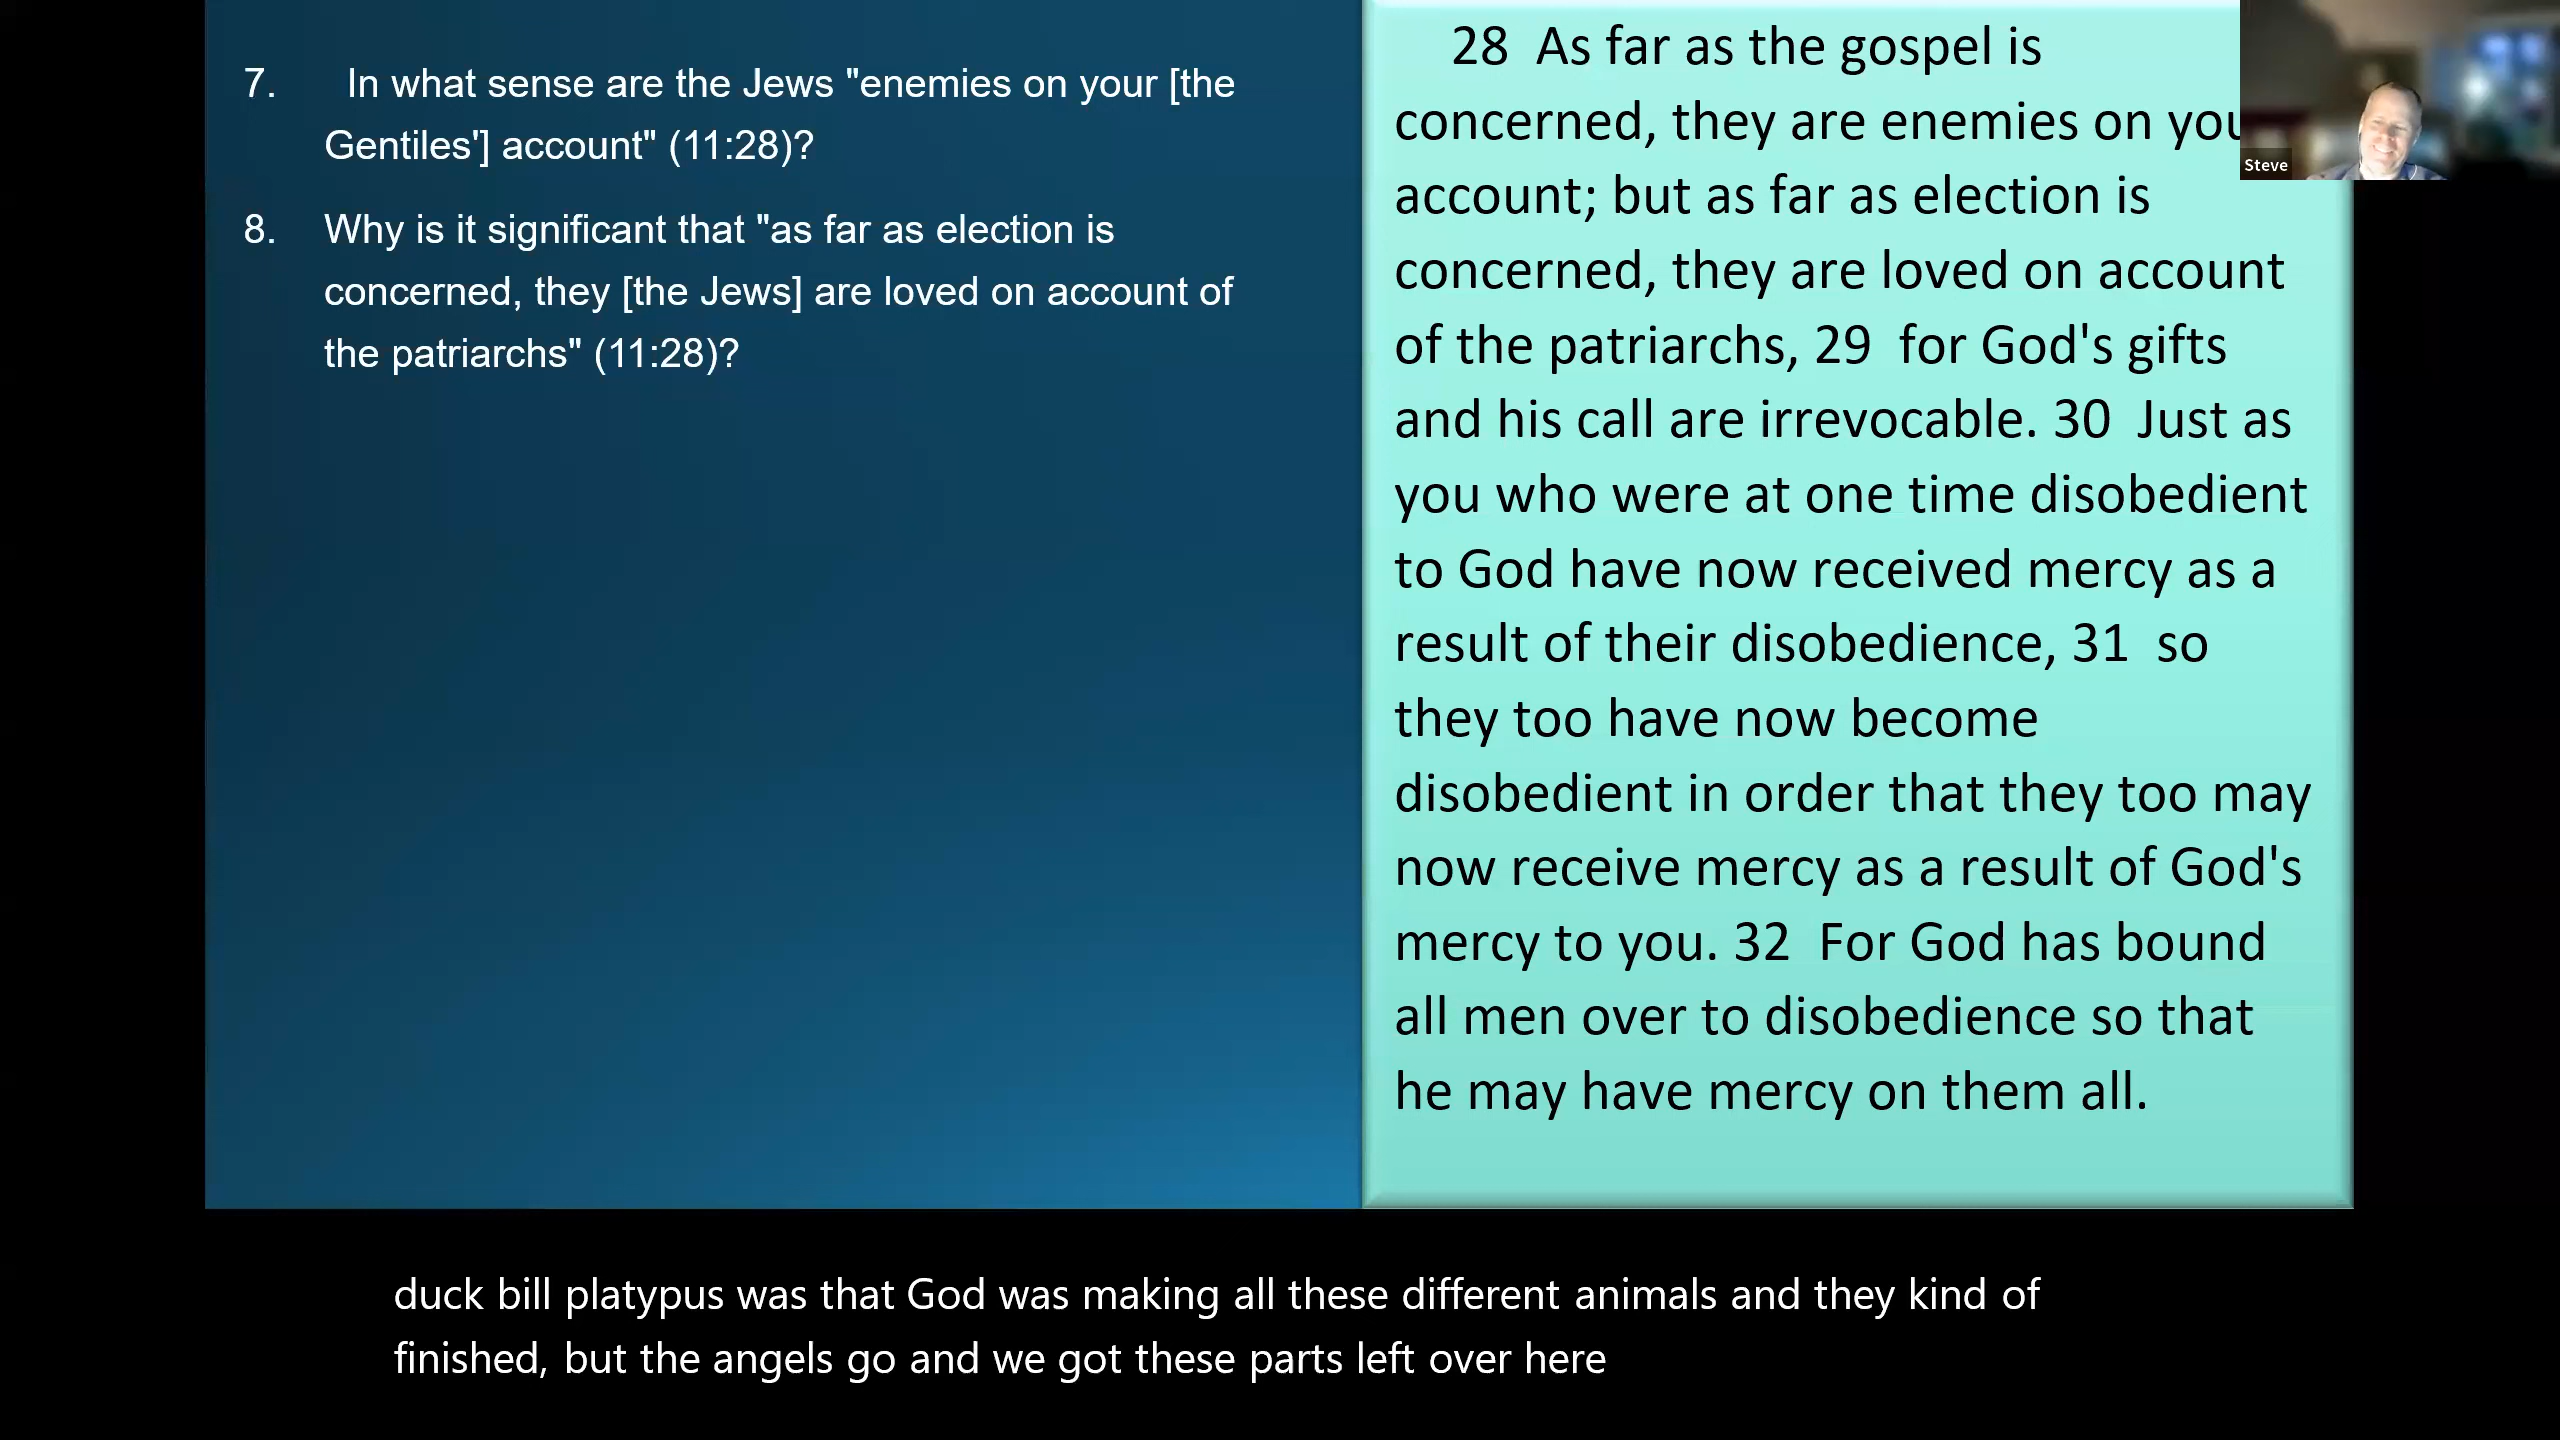 7. In what sense are the Jews "enemies on your [the
Gentiles'] account" (11:28)?
8. Why is it significant that "as far as election is
concerned, they [the Jews] are loved on account of
the patriarchs" (11:28)?
28 As far as the gospel is
concerned, they are enemies on you
account; but as far as election is
concerned, they are loved on account
of the patriarchs, 29 for God's gifts
and his call are irrevocable. 30 Just as
you who were at one time disobedient
to God have now received mercy as a
result of their disobedience, 31 so
they too have now become
disobedient in order that they too may
now receive mercy as a result of God's
mercy to you. 32 For God has bound
all men over to disobedience so that
he may have mercy on them all.
Steve
duck bill platypus was that God was making all these different animals and they kind of
finished, but the angels go and we got these parts left over here